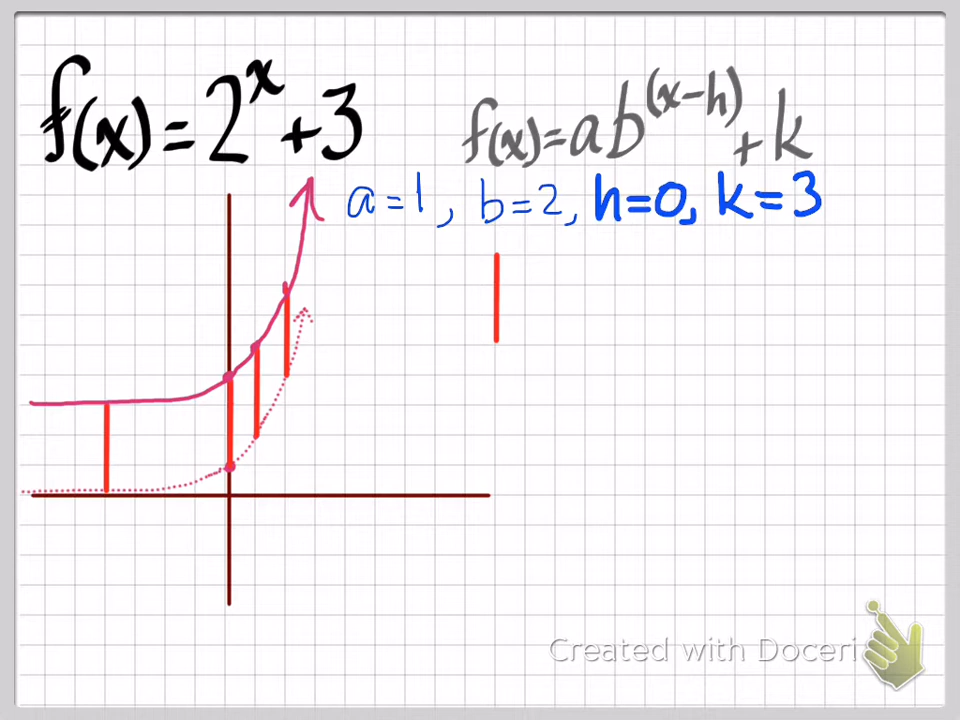 f(x)=2^x+3
f(x)=ab^(x-h)+k
a=1, b=2, h=0, k=3
Created with Doceri